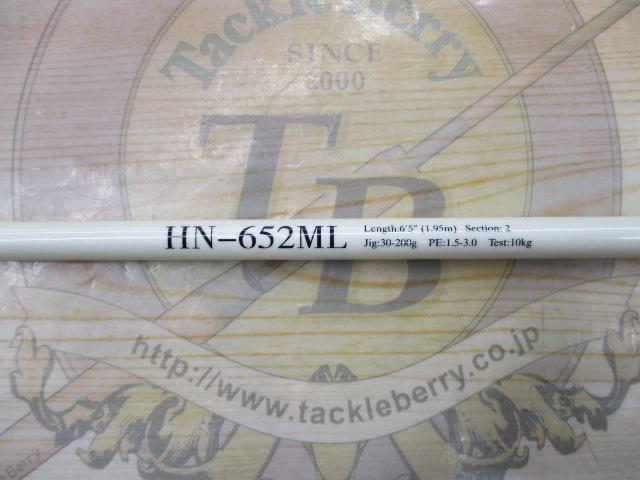 Tackleberry
SINCE
2000
TB
HN-652ML
Length:6'5" (1.95m) Section: 2
Jig:30-200g PE:1.5-3.0 Test:10kg
http://www.tackleberry.co.jp
Berry